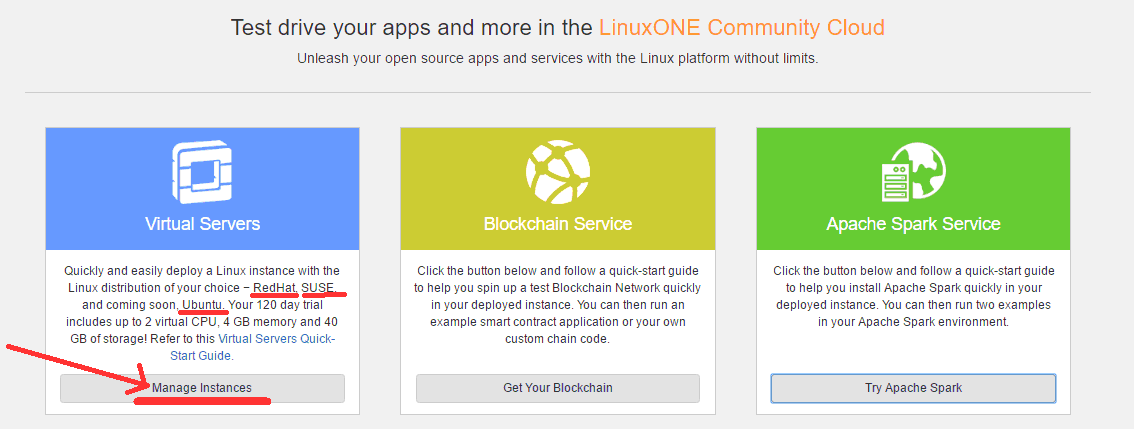 Test drive your apps and more in the LinuxONE Community Cloud
Unleash your open source apps and services with the Linux platform without limits.
Virtual Servers
Quickly and easily deploy a Linux instance with the
Linux distribution of your choice – RedHat, SUSE,
and coming soon, Ubuntu. Your 120 day trial
includes up to 2 virtual CPU, 4 GB memory and 40
GB of storage! Refer to this Virtual Servers Quick-
Start Guide.
Manage Instances
Blockchain Service
Click the button below and follow a quick-start guide
to help you spin up a test Blockchain Network quickly
in your deployed instance. You can then run an
example smart contract application or your own
custom chain code.
Get Your Blockchain
Apache Spark Service
Click the button below and follow a quick-start guide
to help you install Apache Spark quickly in your
deployed instance. You can then run two examples
in your Apache Spark environment.
Try Apache Spark